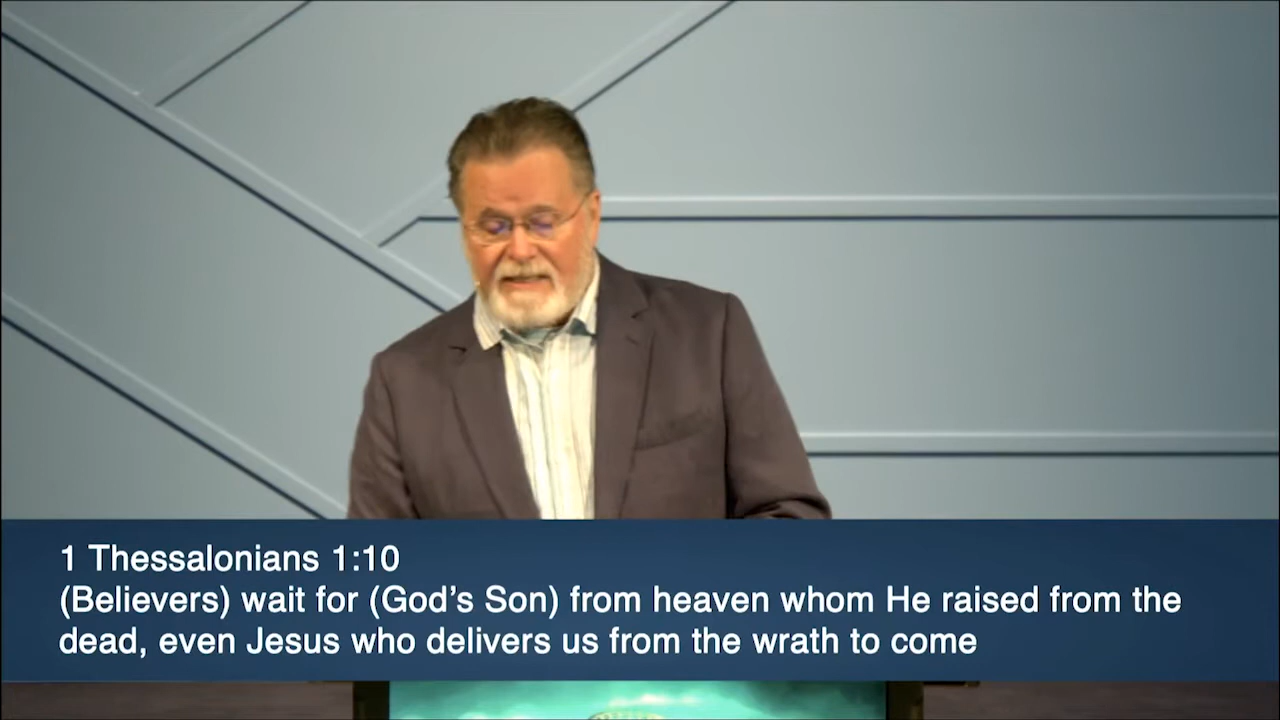 1 Thessalonians 1:10
(Believers) wait for (God’s Son) from heaven whom He raised from the
dead, even Jesus who delivers us from the wrath to come